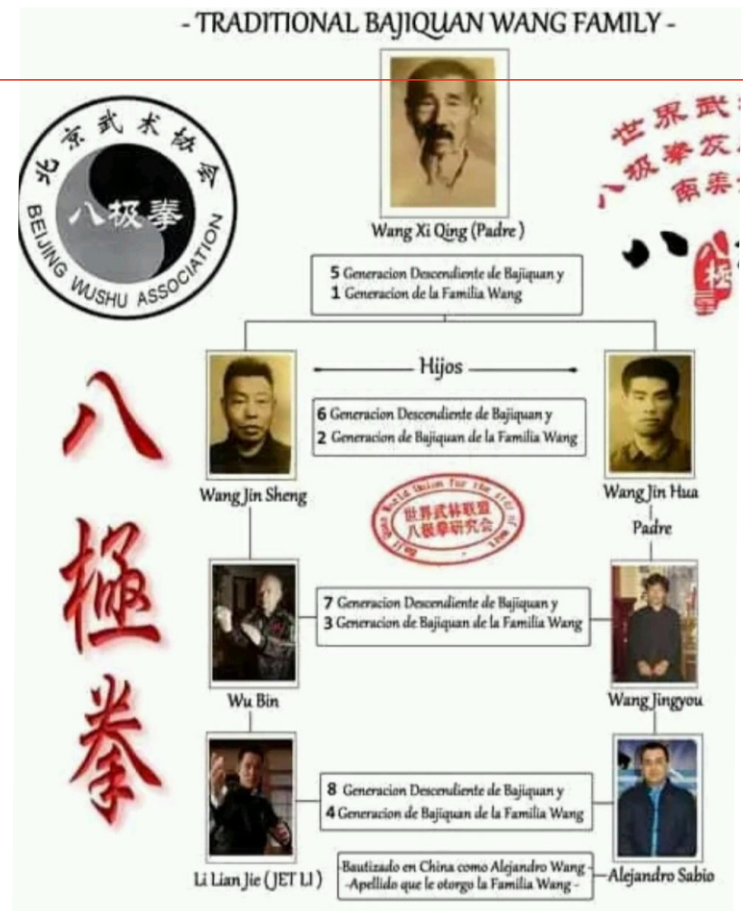 - TRADITIONAL BAJIQUAN WANG FAMILY -
北京武术协会
八极拳
BEIJING WUSHU ASSOCIATION
世界武
八极拳发
南美
八
極
Wang Xi Qing (Padre )
5 Generacion Descendiente de Bajiquan y
1 Generacion de la Familia Wang
Hijos
6 Generacion Descendiente de Bajiquan y
2 Generacion de Bajiquan de la Familia Wang
Wang Jin Sheng
Wang Jin Hua
Padre
世界武林联盟
八极拳研究会
八
極
拳
7 Generacion Descendiente de Bajiquan y
3 Generacion de Bajiquan de la Familia Wang
Wu Bin
Wang Jingyou
8 Generacion Descendiente de Bajiquan y
4 Generacion de Bajiquan de la Familia Wang
Li Lian Jie ( JET LI )
-Bautizado en China como Alejandro Wang -
-Apellido que le otorgo la Familia Wang -
Alejandro Sabio